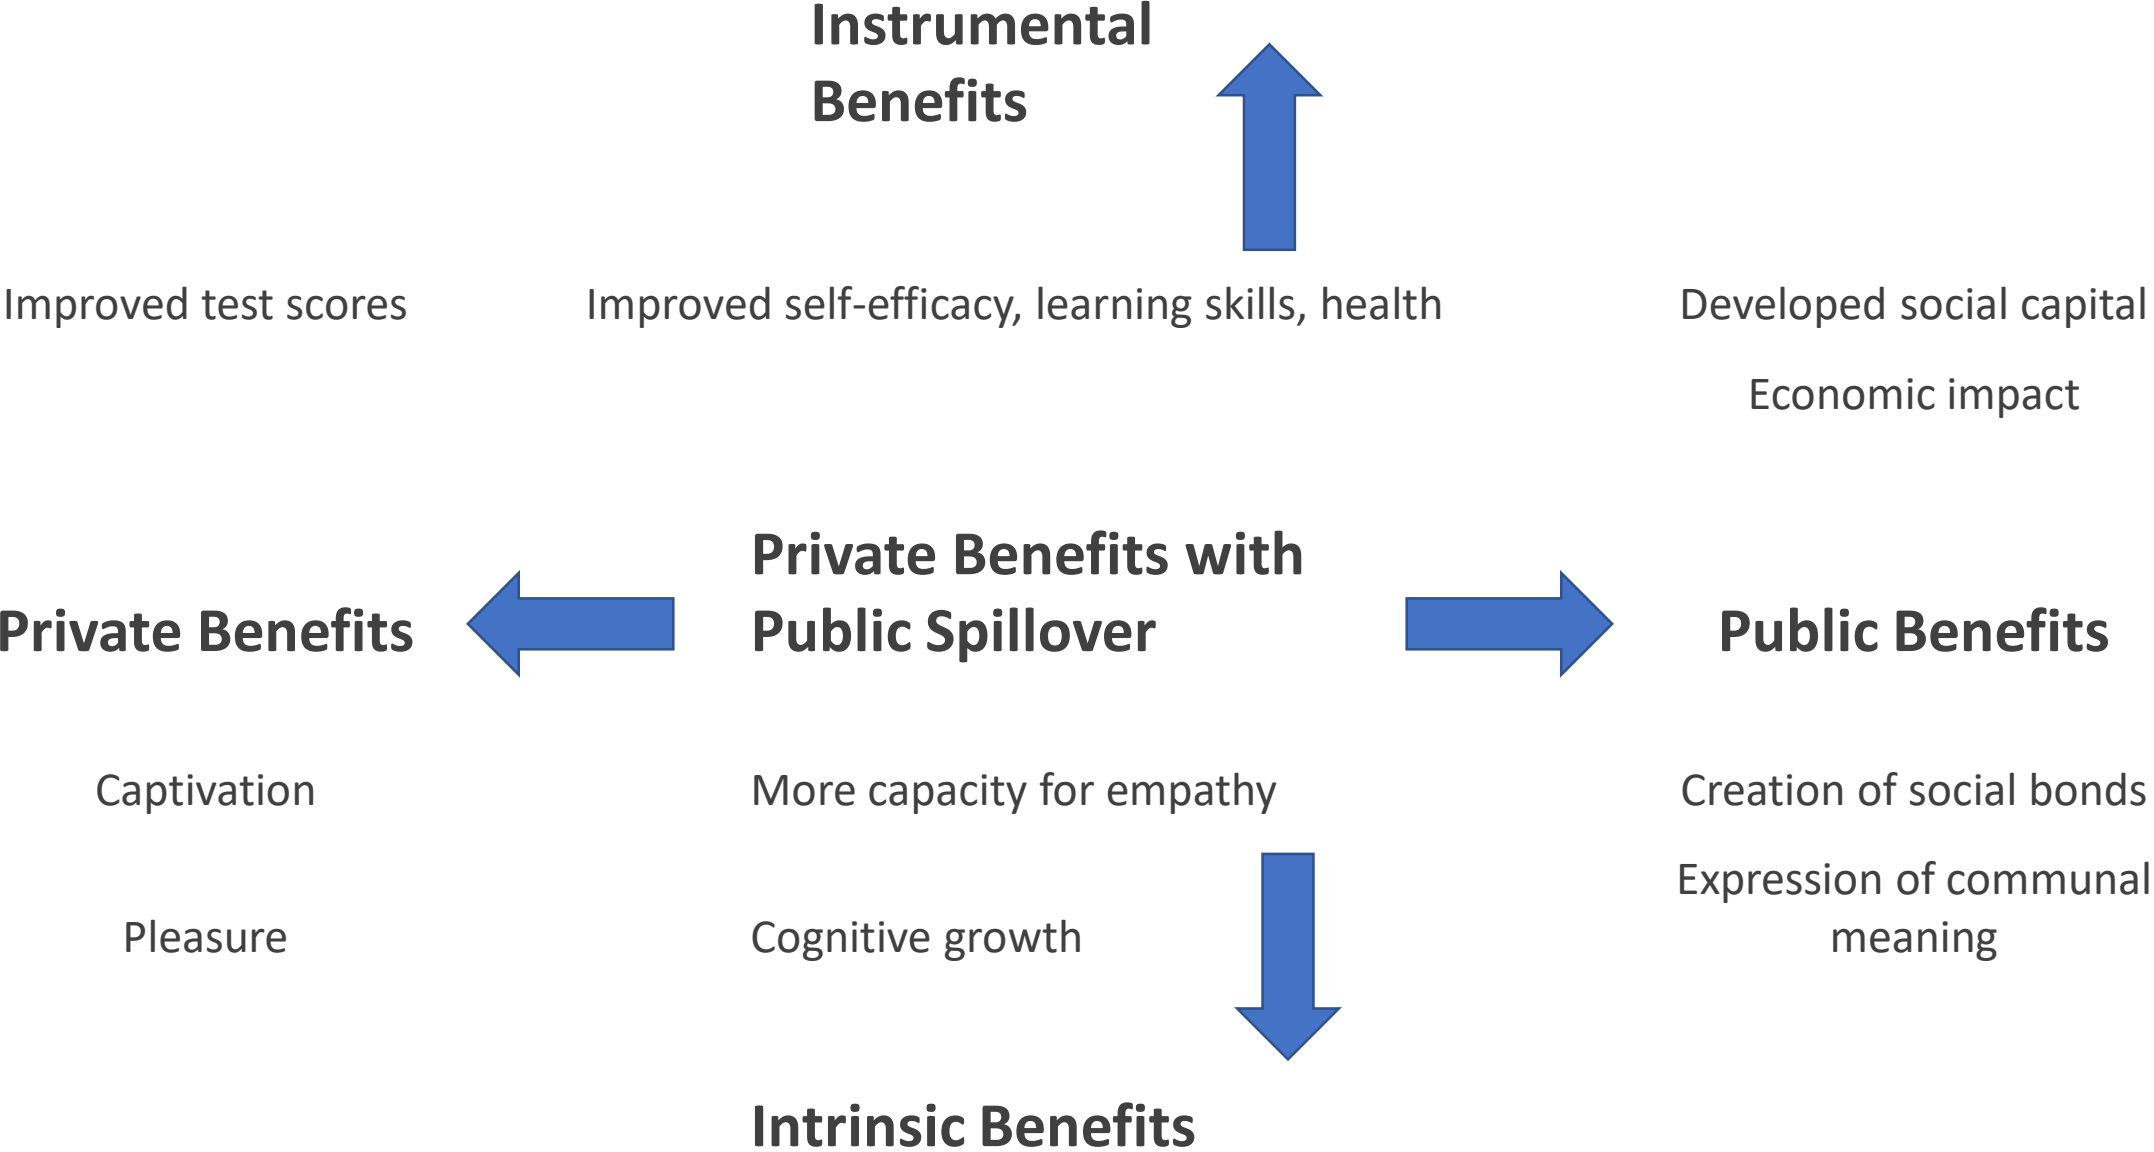 Instrumental
Benefits
Improved test scores
Improved self-efficacy, learning skills, health
Developed social capital
Economic impact
Private Benefits
Private Benefits with
Public Spillover
Public Benefits
Captivation
More capacity for empathy
Creation of social bonds
Pleasure
Cognitive growth
Expression of communal
meaning
Intrinsic Benefits